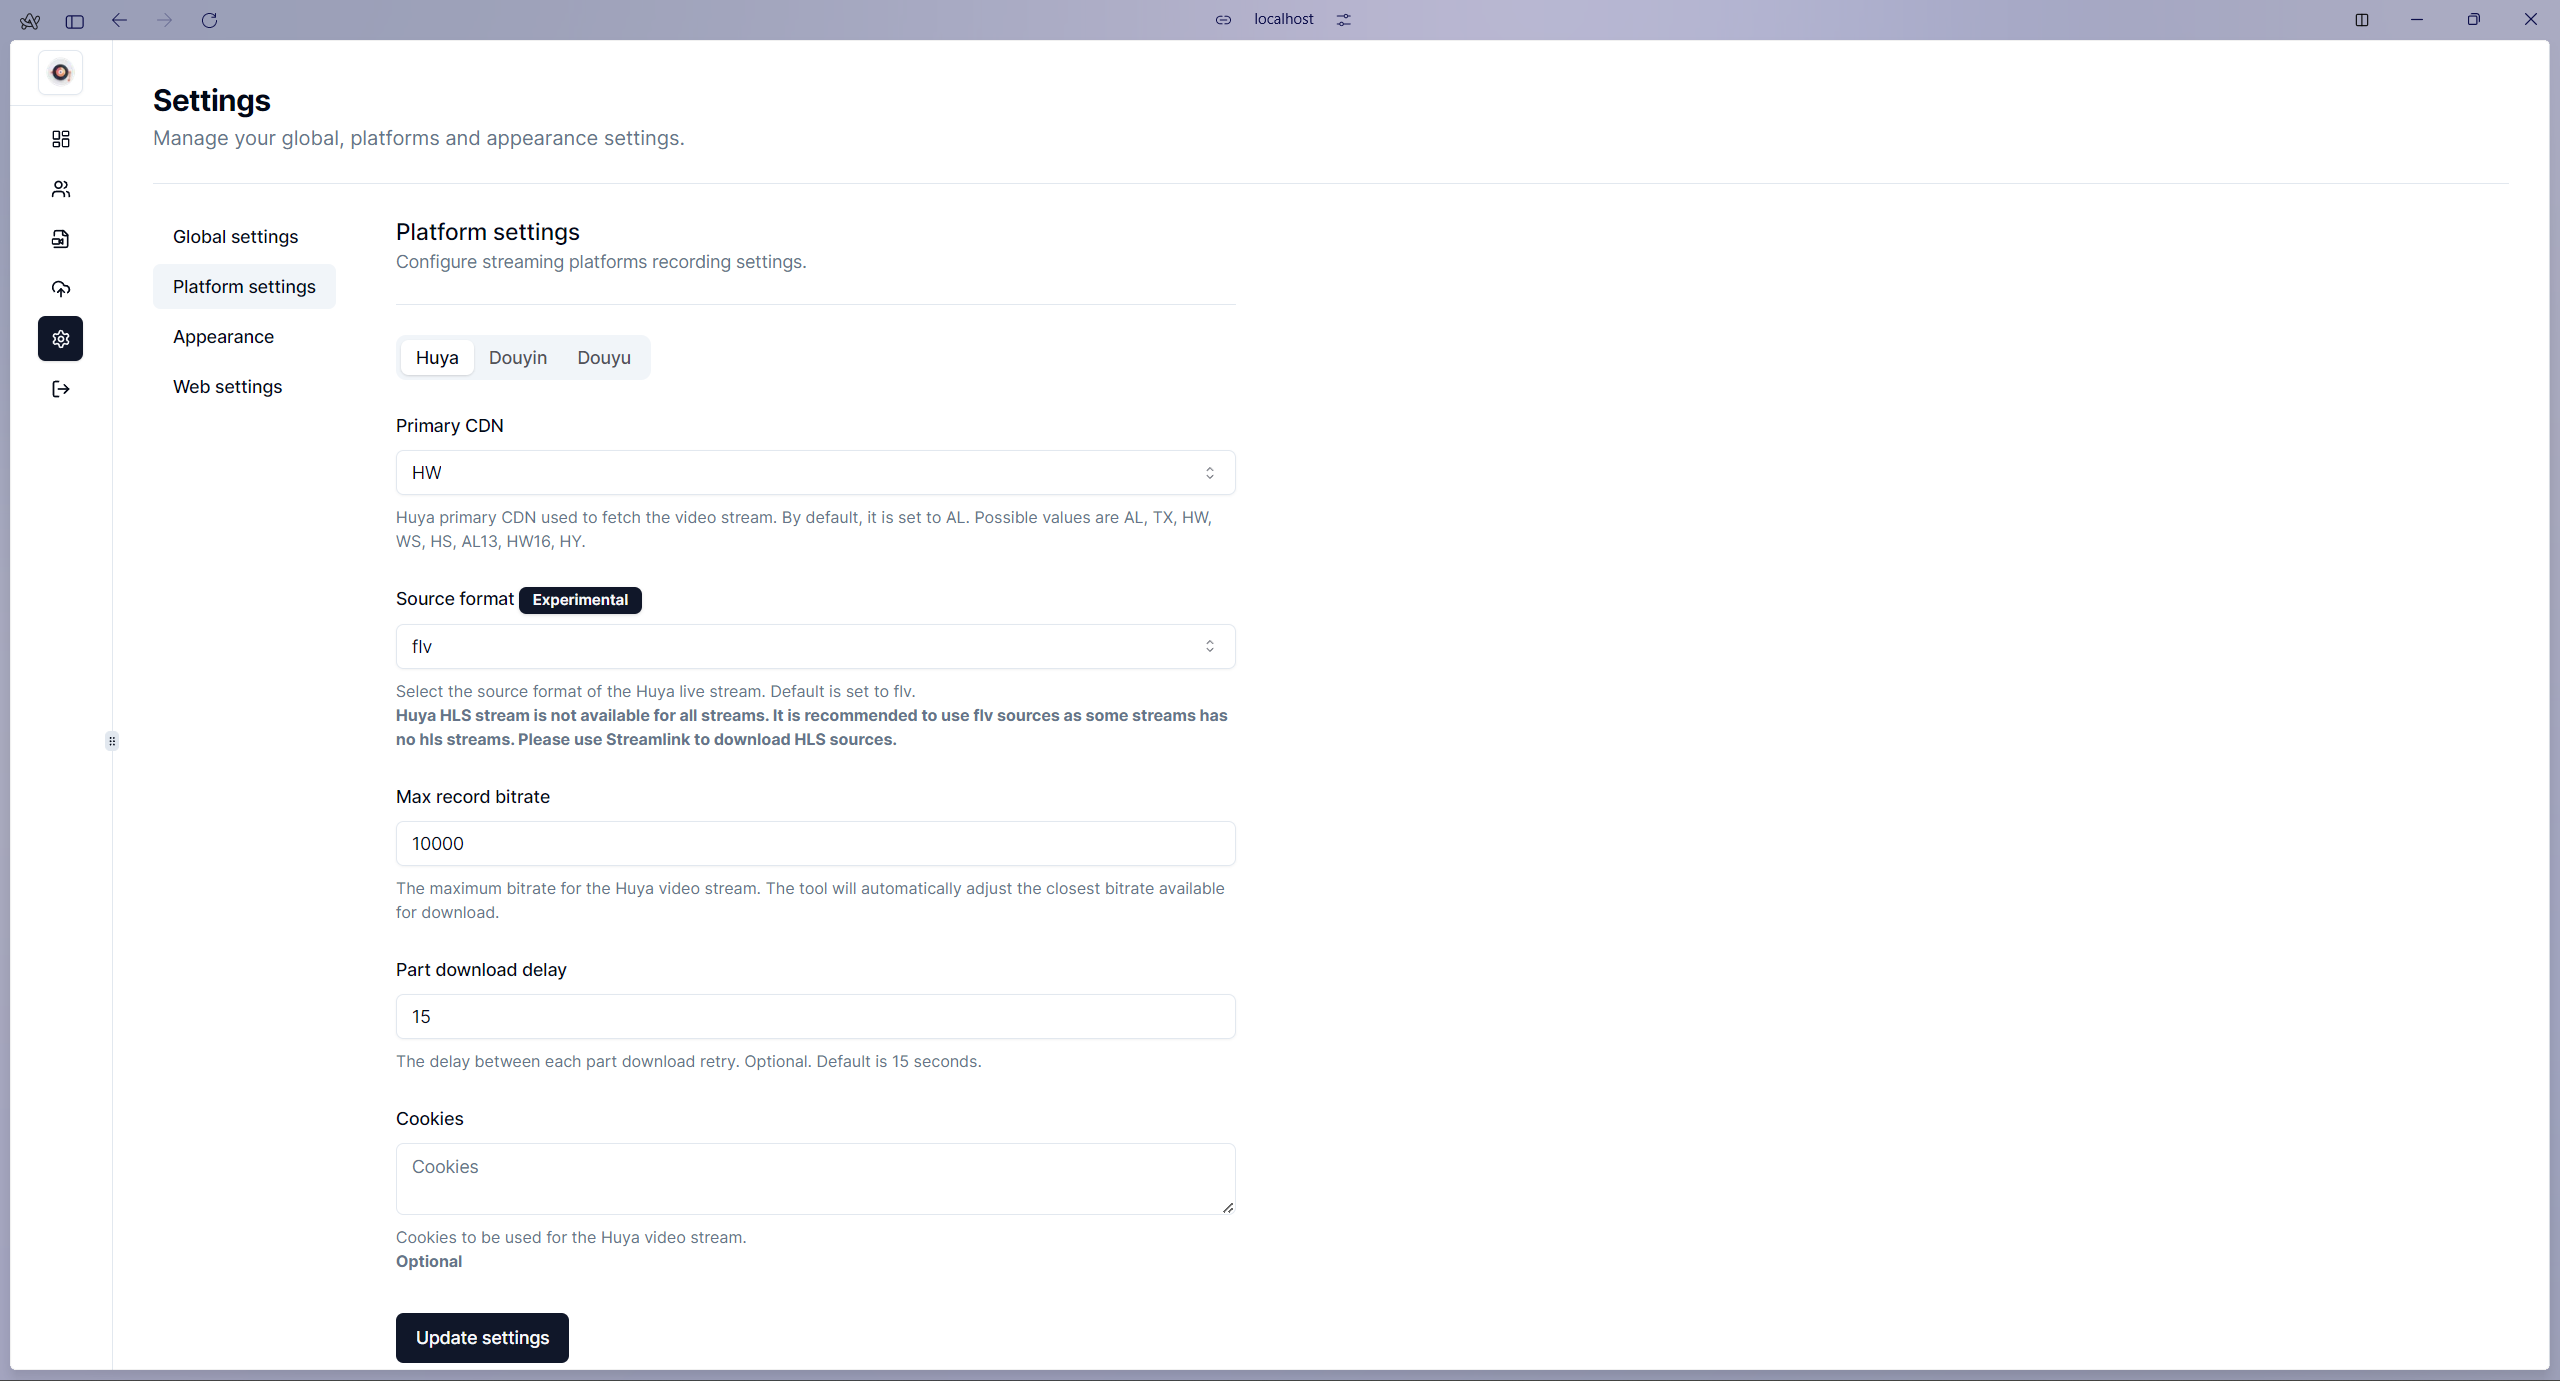 localhost
Settings
Manage your global, platforms and appearance settings.
Global settings
Platform settings
Appearance
Web settings
Platform settings
Configure streaming platforms recording settings.
Huya Douyin Douyu
Primary CDN
HW
Huya primary CDN used to fetch the video stream. By default, it is set to AL. Possible values are AL, TX, HW,
WS, HS, AL13, HW16, HY.
Source format Experimental
flv
Select the source format of the Huya live stream. Default is set to flv.
Huya HLS stream is not available for all streams. It is recommended to use flv sources as some streams has
no hls streams. Please use Streamlink to download HLS sources.
Max record bitrate
10000
The maximum bitrate for the Huya video stream. The tool will automatically adjust the closest bitrate available
for download.
Part download delay
15
The delay between each part download retry. Optional. Default is 15 seconds.
Cookies
Cookies
Cookies to be used for the Huya video stream.
Optional
Update settings